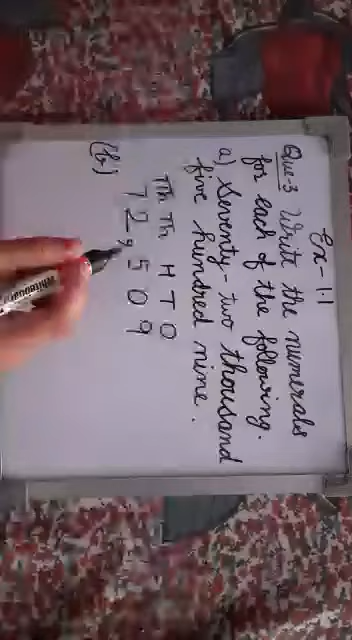 Ex-1.1
Que-3 Write the numerals
for each of the following.
a) Seventy-two thousand
five hundred nine.
Th Th H T O
7 2, 5 0 9
(b)